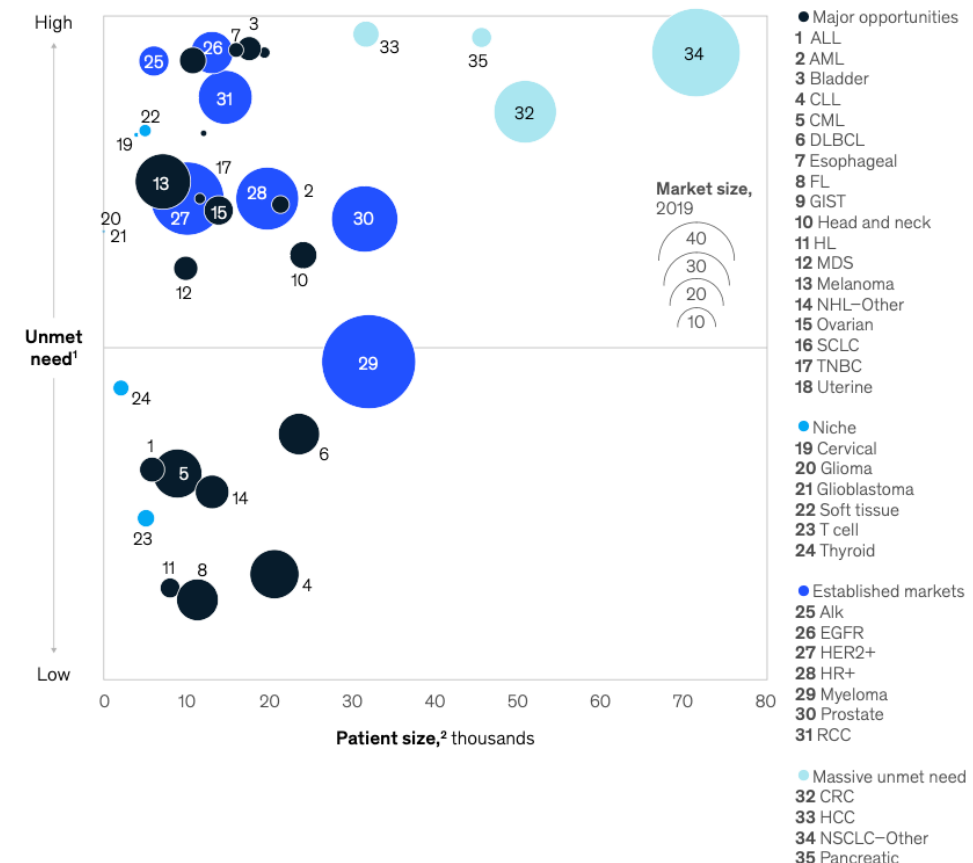 High
3
7
26
25
33
35
34
31
32
22
19
17
13
28
2
27
15
30
20
21
10
12
Market size,
2019
40
30
20
10
Unmet
need¹
29
24
6
1
5
14
23
11
8
4
Low
0 10 20 30 40 50 60 70 80
Patient size,² thousands
Major opportunities
1 ALL
2 AML
3 Bladder
4 CLL
5 CML
6 DLBCL
7 Esophageal
8 FL
9 GIST
10 Head and neck
11 HL
12 MDS
13 Melanoma
14 NHL–Other
15 Ovarian
16 SCLC
17 TNBC
18 Uterine
Niche
19 Cervical
20 Glioma
21 Glioblastoma
22 Soft tissue
23 T cell
24 Thyroid
Established markets
25 Alk
26 EGFR
27 HER2+
28 HR+
29 Myeloma
30 Prostate
31 RCC
Massive unmet need
32 CRC
33 HCC
34 NSCLC–Other
35 Pancreatic